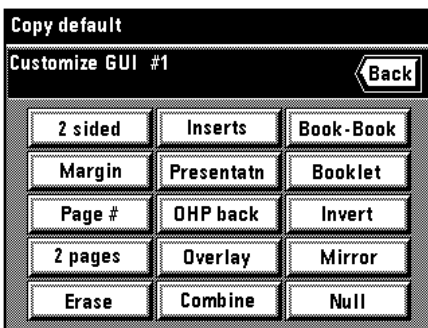 Copy default
Customize GUI #1
Back
2 sided Inserts Book-Book
Margin Presentatn Booklet
Page # OHP back Invert
2 pages Overlay Mirror
Erase Combine Null